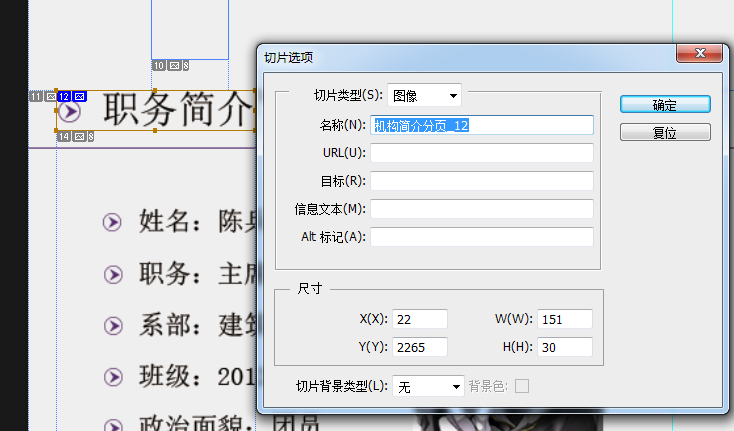 10 8
切片选项
11 12 8
职务简介
14 8
切片类型(S): 图像
名称(N): 机构简介分页_12
URL(U):
目标(R):
信息文本(M):
Alt 标记(A):
确定
复位
姓名：陈
职务：主席
系部：建筑
班级：201
政治面貌：团员
尺寸
X(X): 22 W(W): 151
Y(Y): 2265 H(H): 30
切片背景类型(L): 无 背景色: